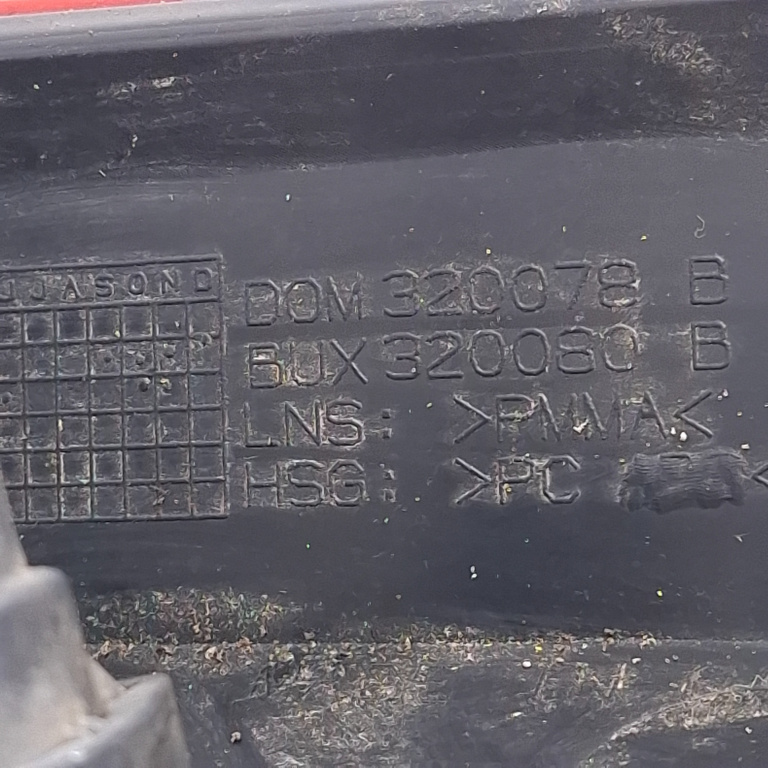 JJASOND
DOM 320078 B
BUX 320080 B
LNS: >PMMA<
HSG: >PC <